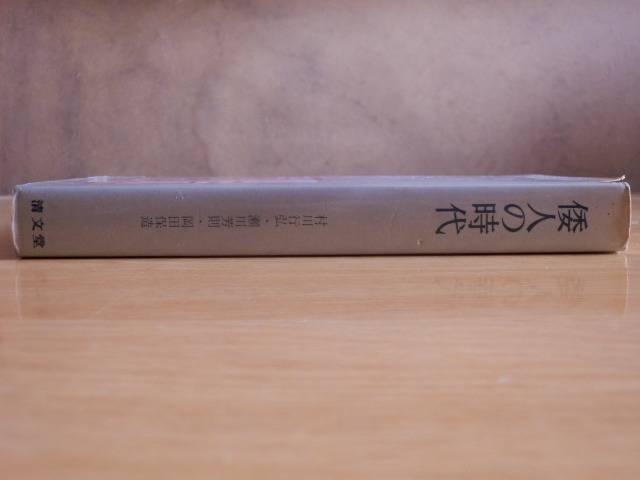 倭人の時代
村川行弘・瀬川芳則・岡田保造
清文堂